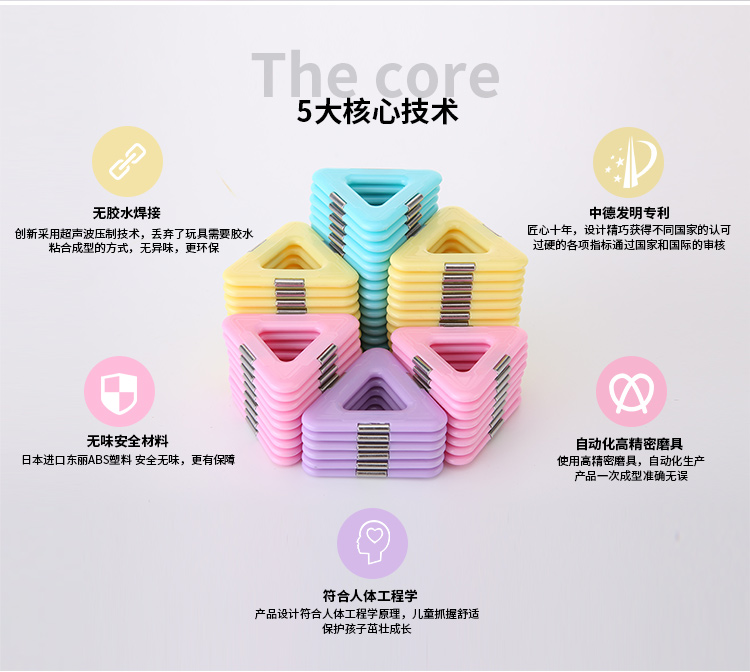 The core
5大核心技术
无胶水焊接
创新采用超声波压制技术，丢弃了玩具需要胶水
粘合成型的方式，无异味，更环保
中德发明专利
匠心十年，设计精巧获得不同国家的认可
过硬的各项指标通过国家和国际的审核
无味安全材料
日本进口东丽ABS塑料 安全无味，更有保障
自动化高精密磨具
使用高精密磨具，自动化生产
产品一次成型准确无误
符合人体工程学
产品设计符合人体工程学原理，儿童抓握舒适
保护孩子茁壮成长